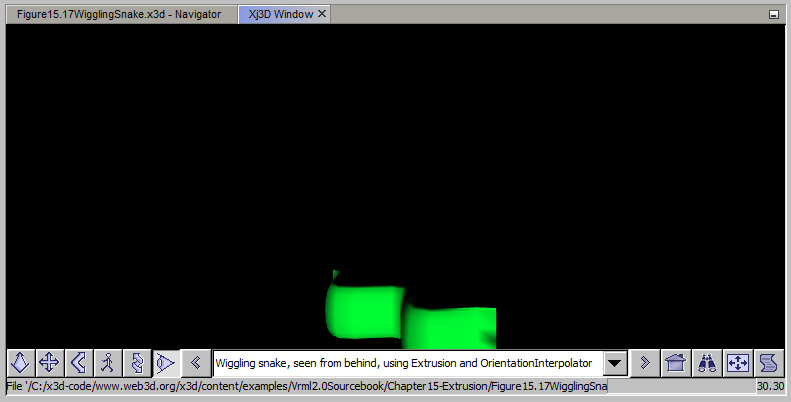 Figure15.17WigglingSnake.x3d - Navigator
Xj3D Window
Wiggling snake, seen from behind, using Extrusion and OrientationInterpolator
File '/C:/x3d-code/www.web3d.org/x3d/content/examples/Vrml2.0Sourcebook/Chapter15-Extrusion/Figure15.17WigglingSna
30.30